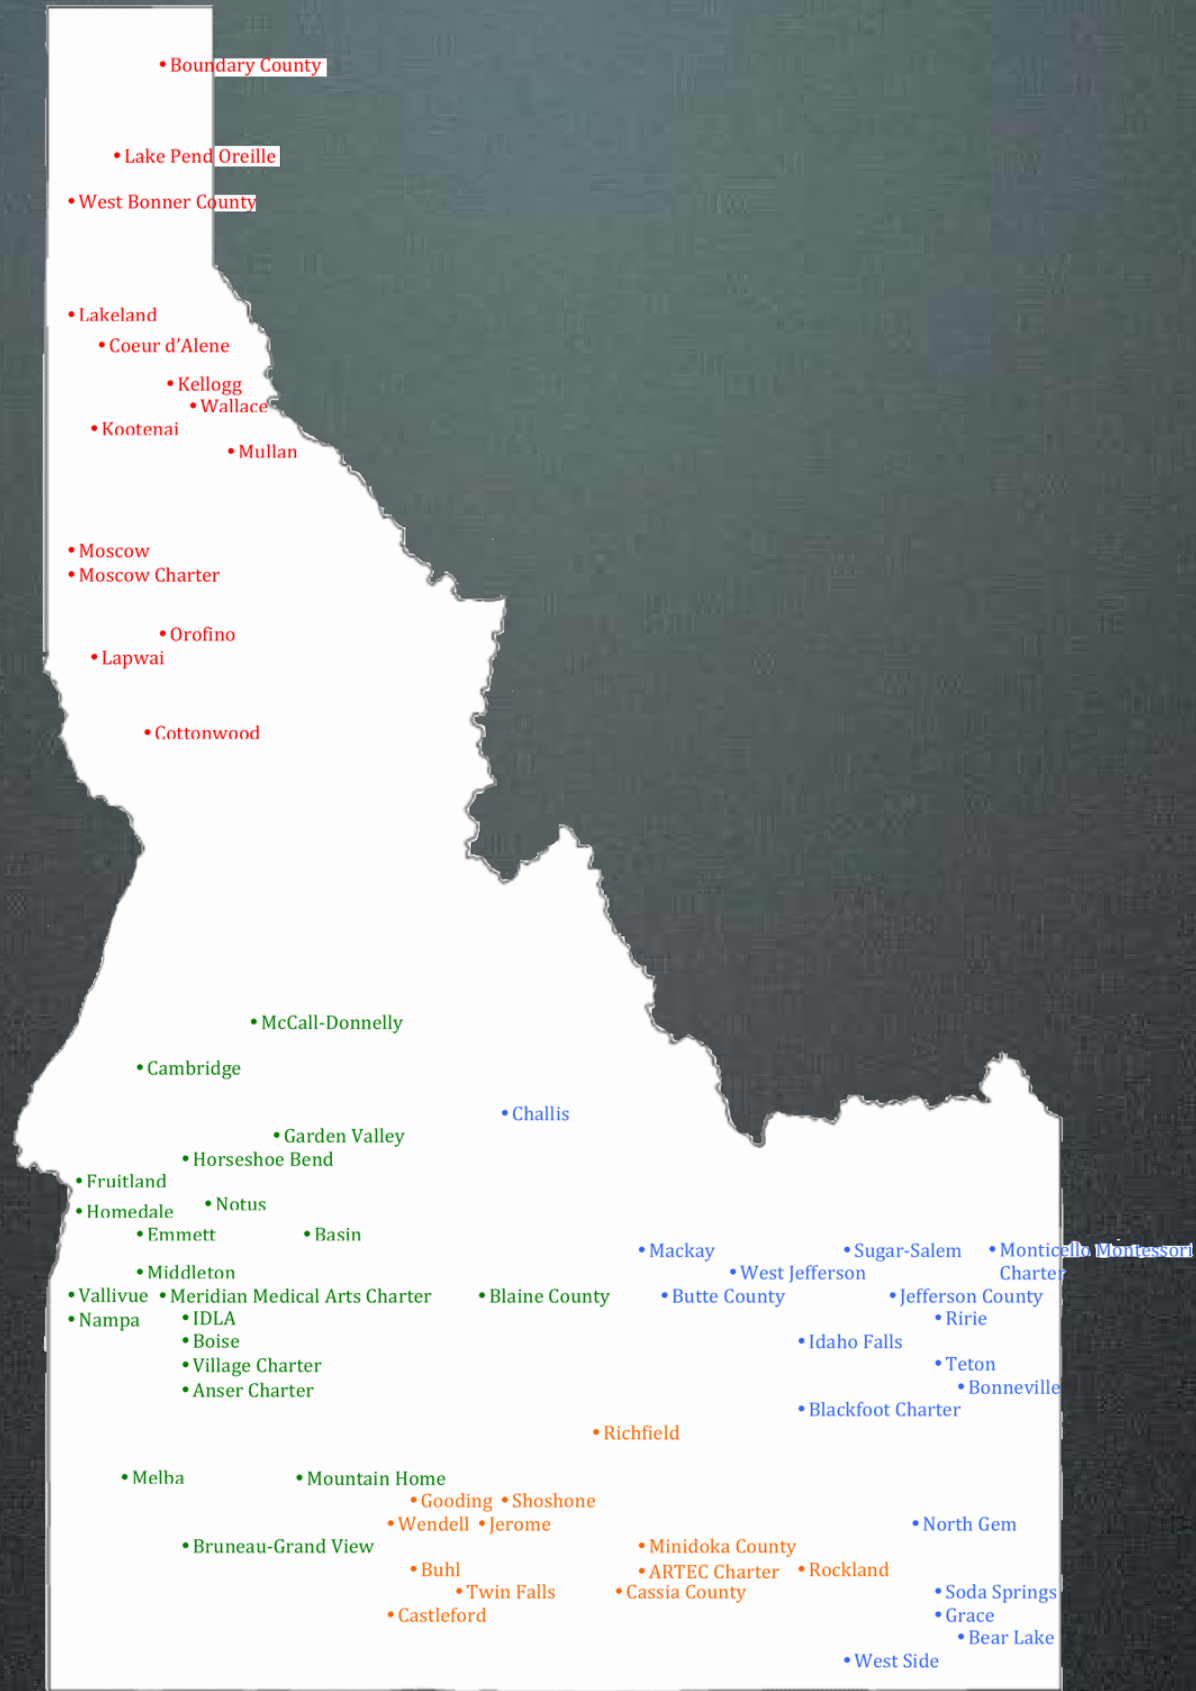 • Boundary County
• Lake Pend Oreille
• West Bonner County
• Lakeland
• Coeur d’Alene
• Kellogg
• Wallace
• Kootenai
• Mullan
• Moscow
• Moscow Charter
• Orofino
• Lapwai
• Cottonwood
• McCall-Donnelly
• Cambridge
• Challis
• Garden Valley
• Horseshoe Bend
• Fruitland
• Notus
• Homedale
• Emmett • Basin
• Mackay • Sugar-Salem • Monticello Montessori
• Middleton • West Jefferson Charter
• Vallivue • Meridian Medical Arts Charter • Blaine County • Butte County • Jefferson County
• Nampa • IDLA • Ririe
• Boise • Idaho Falls
• Village Charter • Teton
• Anser Charter • Bonneville
• Blackfoot Charter
• Richfield
• Melba • Mountain Home
• Gooding • Shoshone
• Wendell • Jerome • North Gem
• Bruneau-Grand View • Minidoka County
• Buhl • ARTEC Charter • Rockland
• Twin Falls • Cassia County • Soda Springs
• Castleford • Grace
• Bear Lake
• West Side